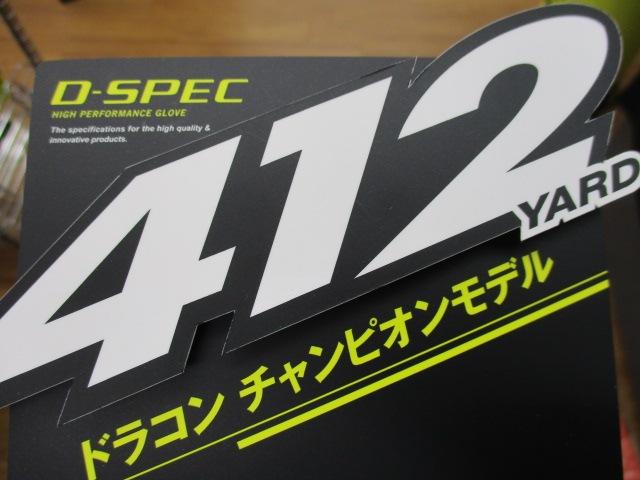 D-SPEC
HIGH PERFORMANCE GLOVE
The specifications for the high quality &
innovative products.
412
YARD
ドラコン チャンピオンモデル